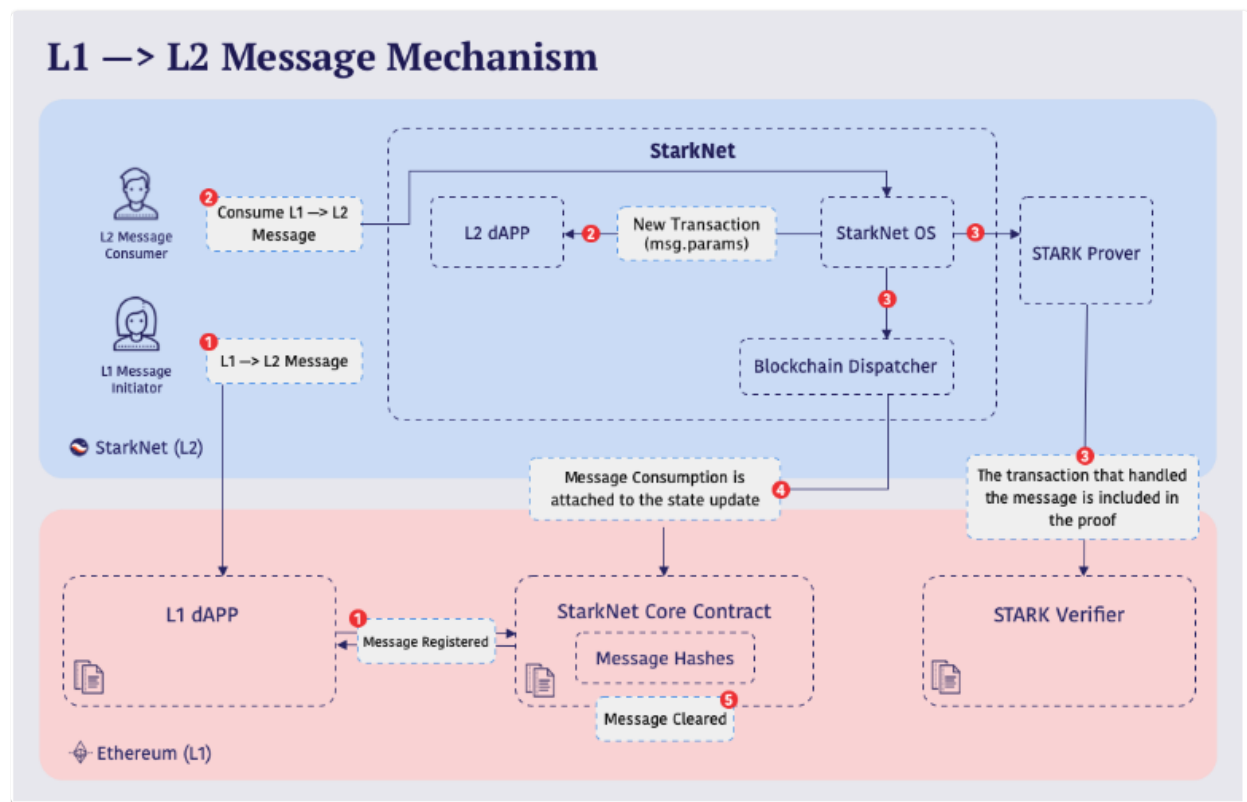 L1 —> L2 Message Mechanism
StarkNet
2
Consume L1 —> L2
Message
L2 Message
Consumer
L2 dAPP
2
New Transaction
(msg.params)
StarkNet OS
3
STARK Prover
3
1
L1 —> L2 Message
L1 Message
Initiator
Blockchain Dispatcher
StarkNet (L2)
Message Consumption is
attached to the state update
4
3
The transaction that handled
the message is included in
the proof
L1 dAPP
1
Message Registered
StarkNet Core Contract
Message Hashes
5
Message Cleared
STARK Verifier
Ethereum (L1)